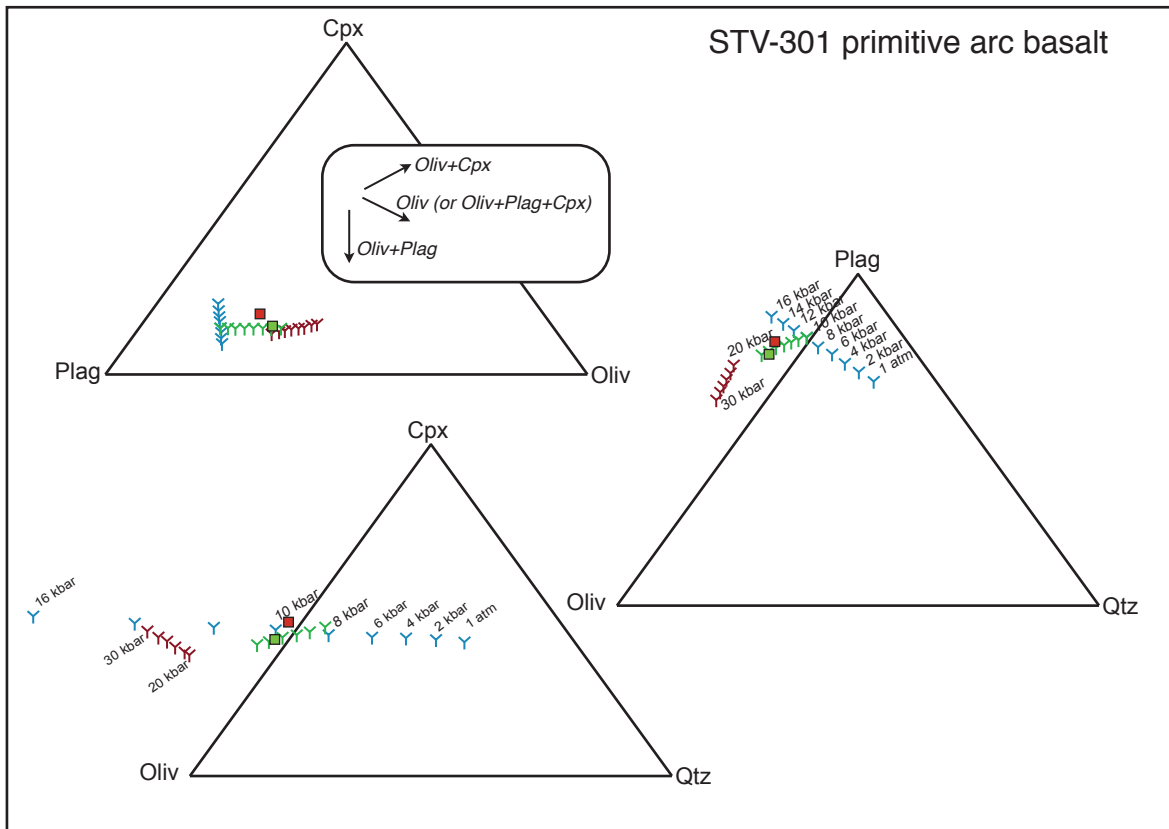 STV-301 primitive arc basalt
Cpx
Oliv+Cpx
Oliv (or Oliv+Plag+Cpx)
Oliv+Plag
Plag
Oliv
Plag
16 kbar
14 kbar
12 kbar
10 kbar
8 kbar
6 kbar
4 kbar
2 kbar
1 atm
20 kbar
30 kbar
Oliv
Qtz
Cpx
16 kbar
30 kbar
20 kbar
10 kbar
8 kbar
6 kbar
4 kbar
2 kbar
1 atm
Oliv
Qtz